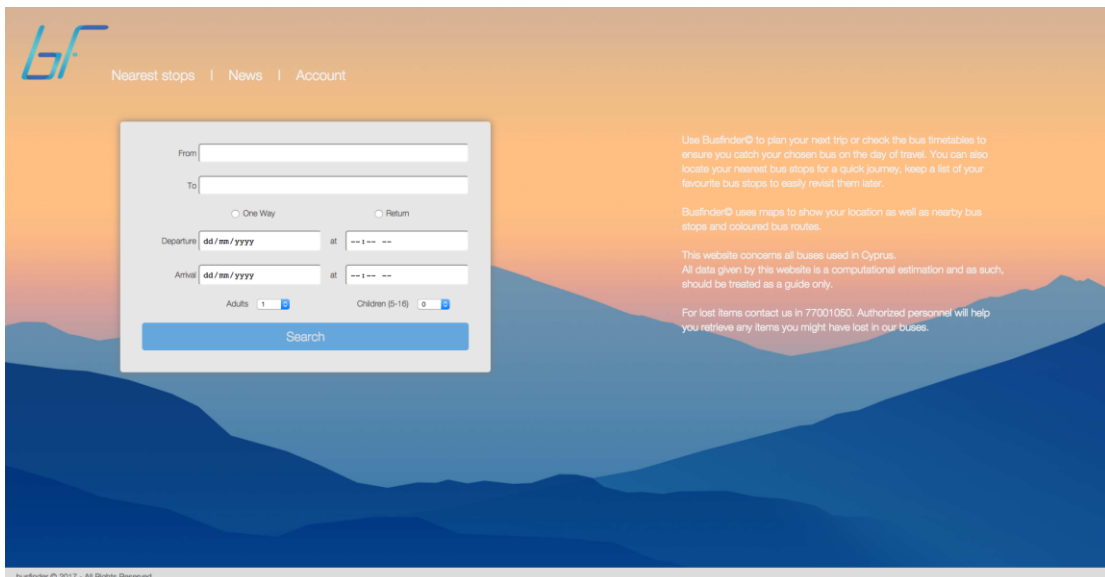 bf
Nearest stops | News | Account
From
To
One Way Return
Departure dd/mm/yyyy at --:-- --
Arrival dd/mm/yyyy at --:-- --
Adults 1 Children (5-16) 0
Search
Use Busfinder© to plan your next trip or check the bus timetables to
ensure you catch your chosen bus on the day of travel. You can also
locate your nearest bus stops for a quick journey, keep a list of your
favourite bus stops to easily revisit them later.
Busfinder© uses maps to show your location as well as nearby bus
stops and coloured bus routes.
This website concerns all buses used in Cyprus.
All data given by this website is a computational estimation and as such,
should be treated as a guide only.
For lost items contact us in 77001050. Authorized personnel will help
you retrieve any items you might have lost in our buses.
busfinder © 2017 - All Rights Reserved